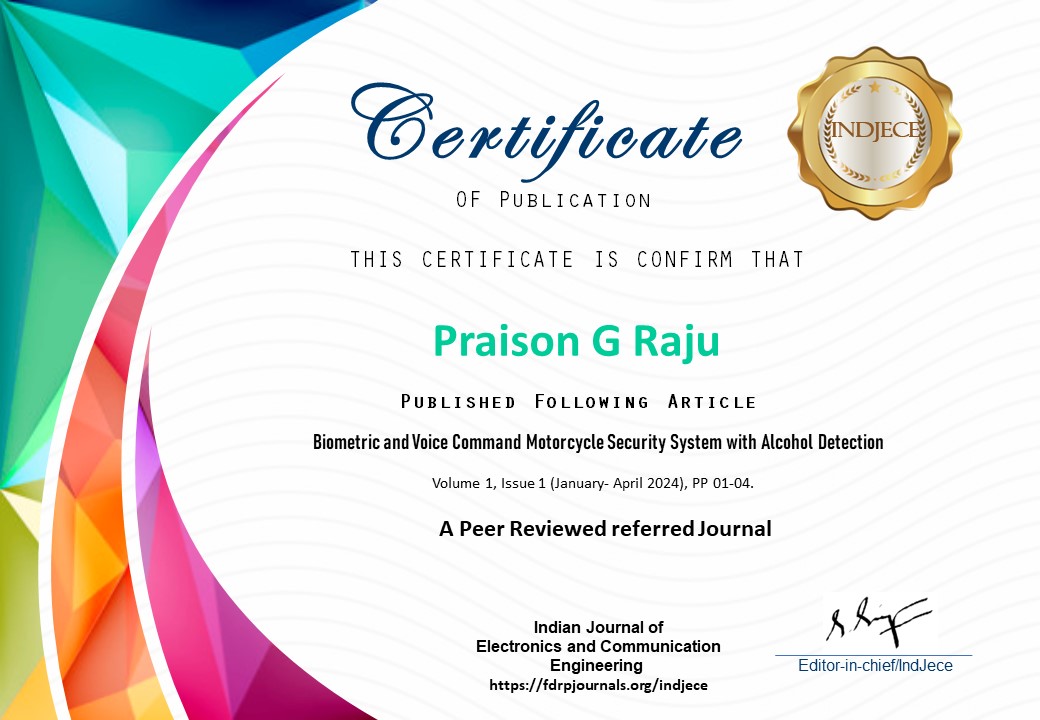 Certificate
INDJECE
OF PUBLICATION
THIS CERTIFICATE IS CONFIRM THAT
Praison G Raju
PUBLISHED FOLLOWING ARTICLE
Biometric and Voice Command Motorcycle Security System with Alcohol Detection
Volume 1, Issue 1 (January- April 2024), PP 01-04.
A Peer Reviewed referred Journal
Indian Journal of
Electronics and Communication
Engineering
https://fdrpjournals.org/indjece
Editor-in-chief/IndJece